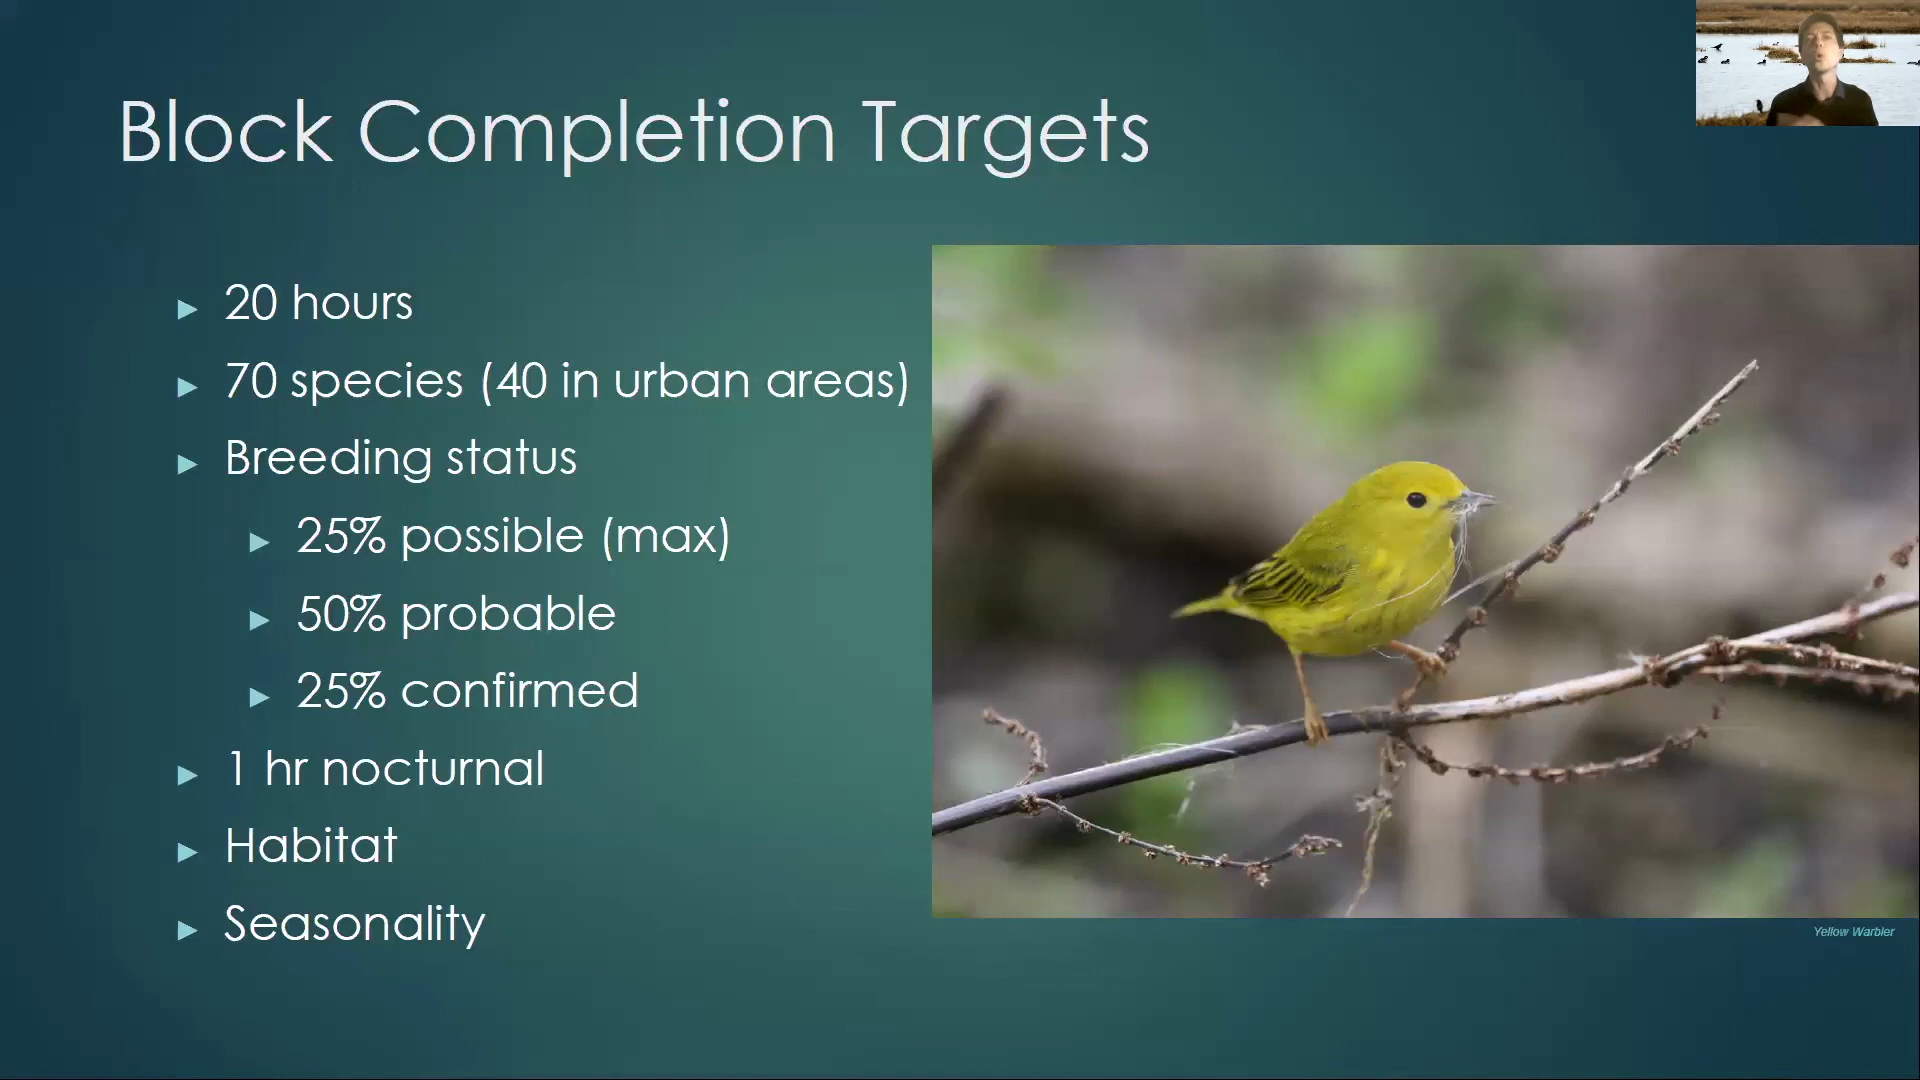 Block Completion Targets
20 hours
70 species (40 in urban areas)
Breeding status
25% possible (max)
50% probable
25% confirmed
1 hr nocturnal
Habitat
Seasonality
Yellow Warbler